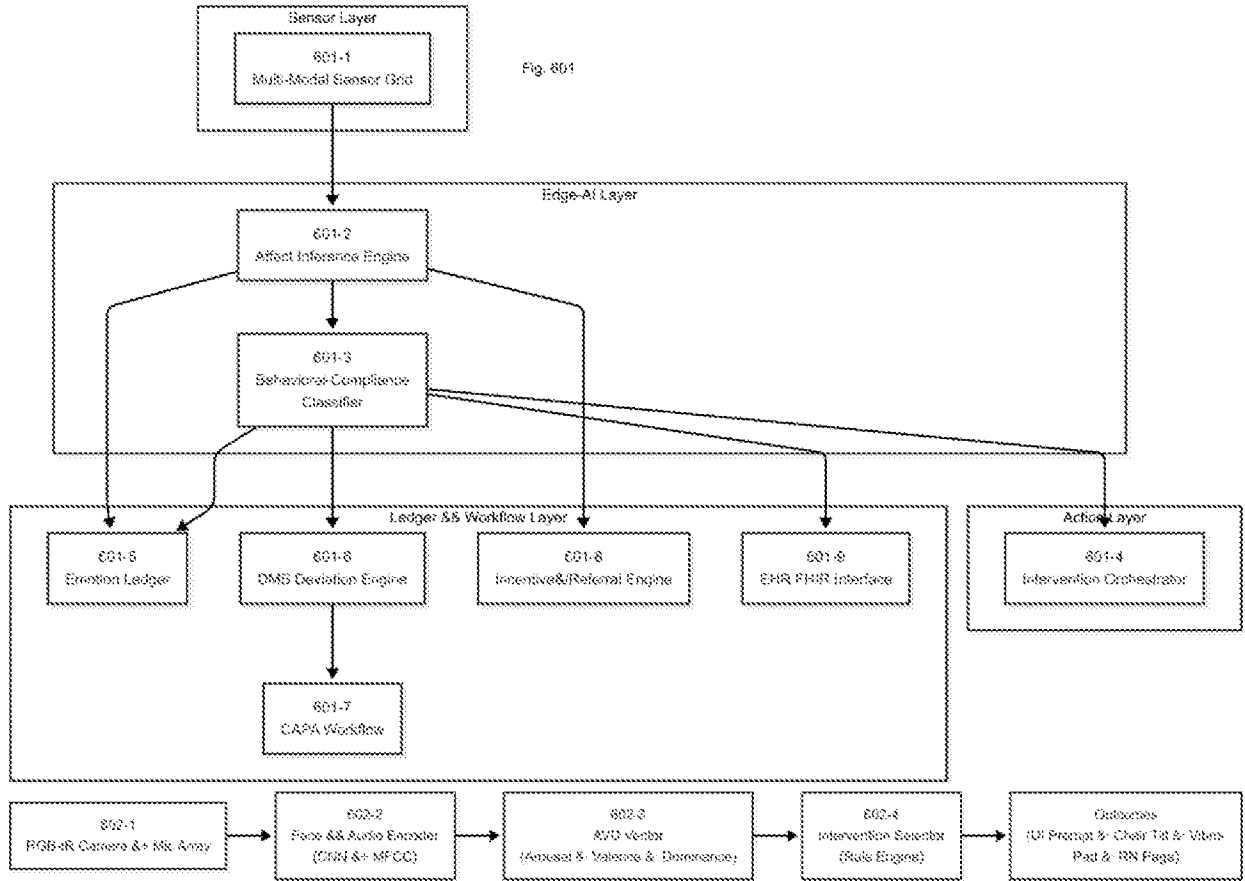 Sensor Layer
601-1
Multi-Modal Sensor Grid
Fig. 601
Edge-AI Layer
601-2
Affect Inference Engine
601-3
Behavioral-Compliance
Classifier
Ledger && Workflow Layer
Action Layer
601-5
Emotion Ledger
601-6
QMS Deviation Engine
601-8
Incentive&/Referral Engine
601-9
EHR FHIR Interface
601-4
Intervention Orchestrator
601-7
CAPA Workflow
602-1
RGB-IR Camera &+ Mic Array
602-2
Face && Audio Encoder
(CNN &+ MFCC)
602-3
AVD Vector
(Arousal &· Valence &· Dominance)
602-4
Intervention Selector
(Rule Engine)
Outcomes
(UI Prompt &· Chair Tilt &· Vibro-
Pad &· RN Page)